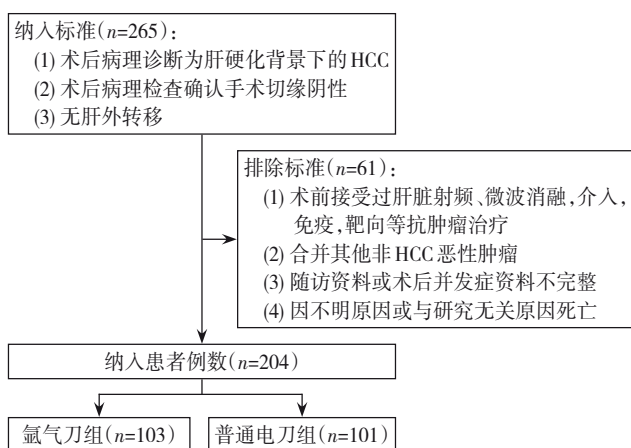 纳入标准(n=265):
(1) 术后病理诊断为肝硬化背景下的HCC
(2) 术后病理检查确认手术切缘阴性
(3) 无肝外转移
排除标准(n=61):
(1) 术前接受过肝脏射频、微波消融,介入,
免疫,靶向等抗肿瘤治疗
(2) 合并其他非HCC恶性肿瘤
(3) 随访资料或术后并发症资料不完整
(4) 因不明原因或与研究无关原因死亡
纳入患者例数(n=204)
氩气刀组(n=103)
普通电刀组(n=101)